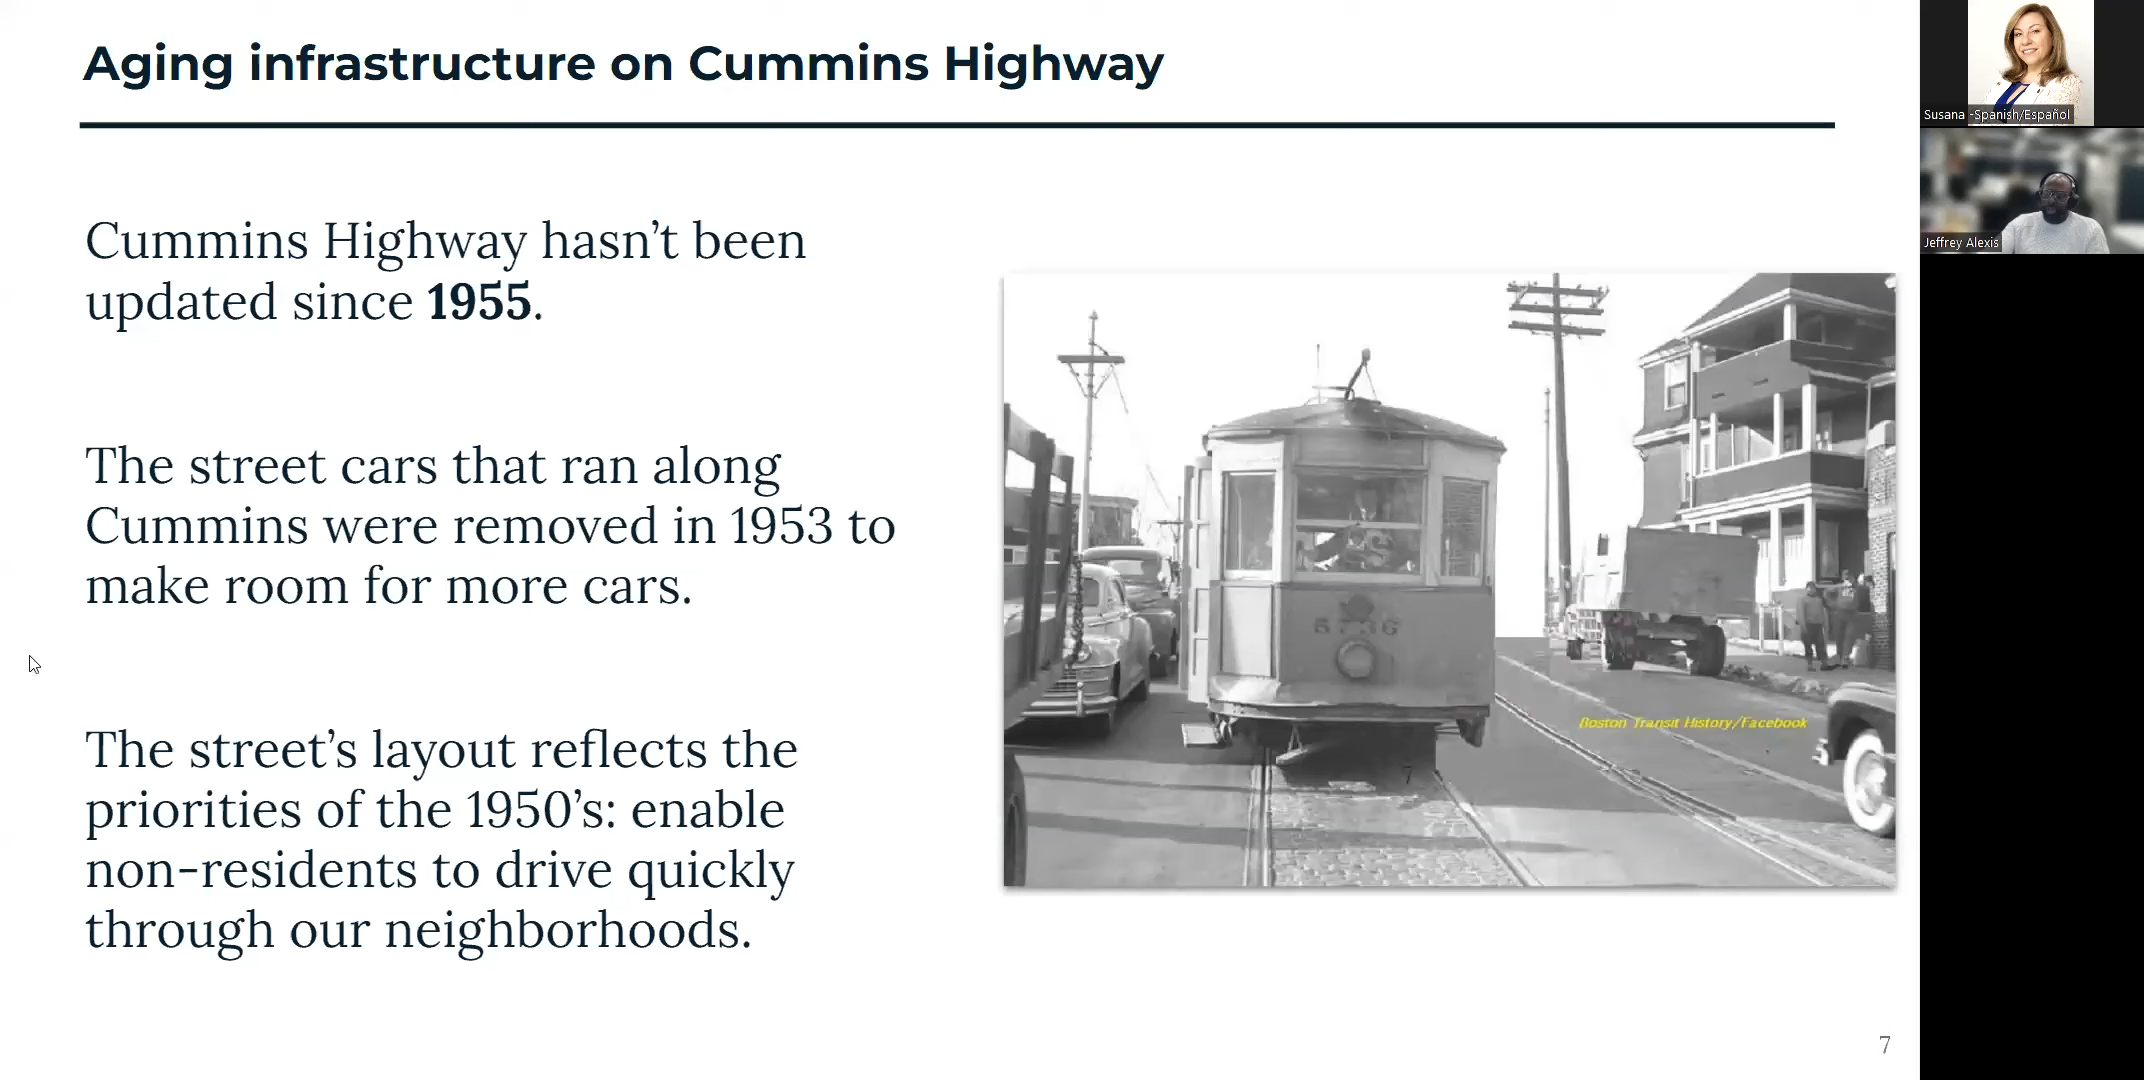 Aging infrastructure on Cummins Highway
Cummins Highway hasn’t been
updated since 1955.
The street cars that ran along
Cummins were removed in 1953 to
make room for more cars.
The street’s layout reflects the
priorities of the 1950’s: enable
non-residents to drive quickly
through our neighborhoods.
Boston Transit History/Facebook
7
7
Susana -Spanish/Español
Jeffrey Alexis